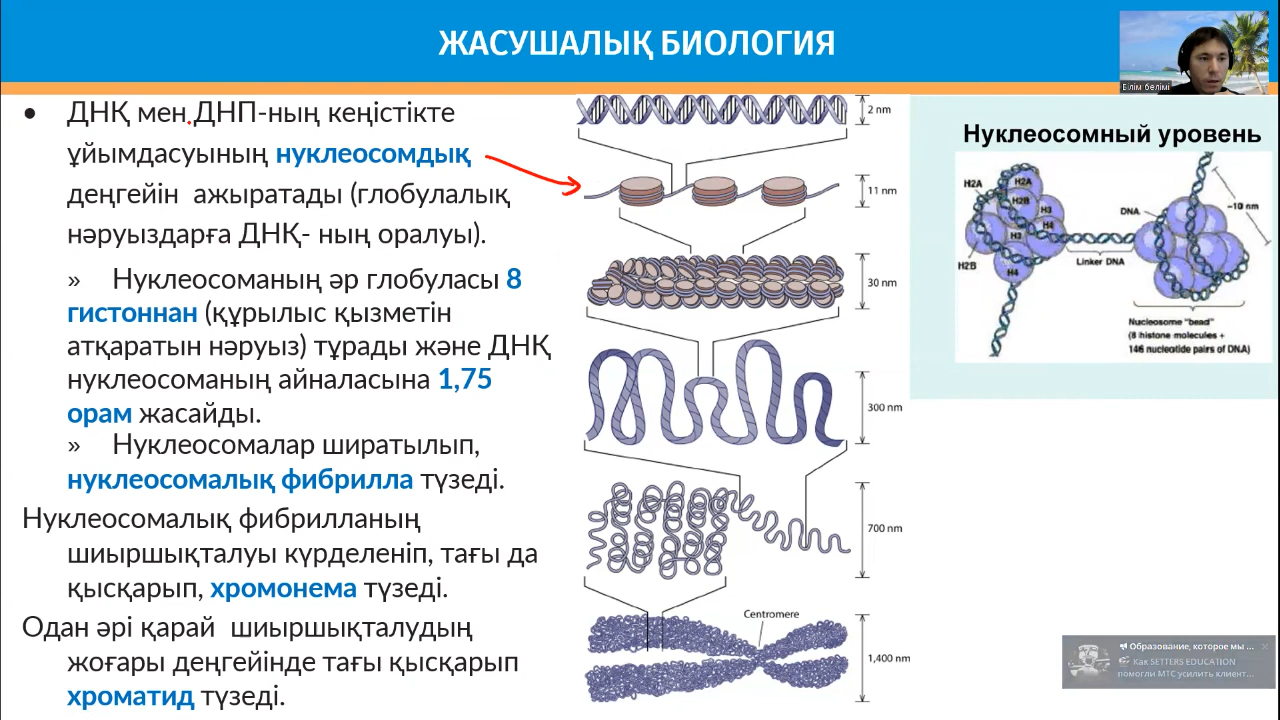 ЖАСУШАЛЫҚ БИОЛОГИЯ
Білім бөлімі
• ДНҚ мен ДНП-ның кеңістікте
ұйымдасуының нуклеосомдық
деңгейін ажыратады (глобулалық
нәруыздарға ДНҚ- ның оралуы).
» Нуклеосоманың әр глобуласы 8
гистоннан (құрылыс қызметін
атқаратын нәруыз) тұрады және ДНҚ
нуклеосоманың айналасына 1,75
орам жасайды.
» Нуклеосомалар ширатылып,
нуклеосомалық фибрилла түзеді.
Нуклеосомалық фибрилланың
шиыршықталуы күрделеніп, тағы да
қысқарып, хромонема түзеді.
Одан әрі қарай шиыршықталудың
жоғары деңгейінде тағы қысқарып
хроматид түзеді.
2 nm
11 nm
30 nm
300 nm
700 nm
Centromere
1,400 nm
Нуклеосомный уровень
H2A
H2A
H2B
H3
H4
H3
H2B
H4
DNA
~10 nm
Linker DNA
Nucleosome "bead"
(8 histone molecules +
146 nucleotide pairs of DNA)
Образование, которое мы ...
Как SETTERS EDUCATION
помогли МТС усилить клиент...